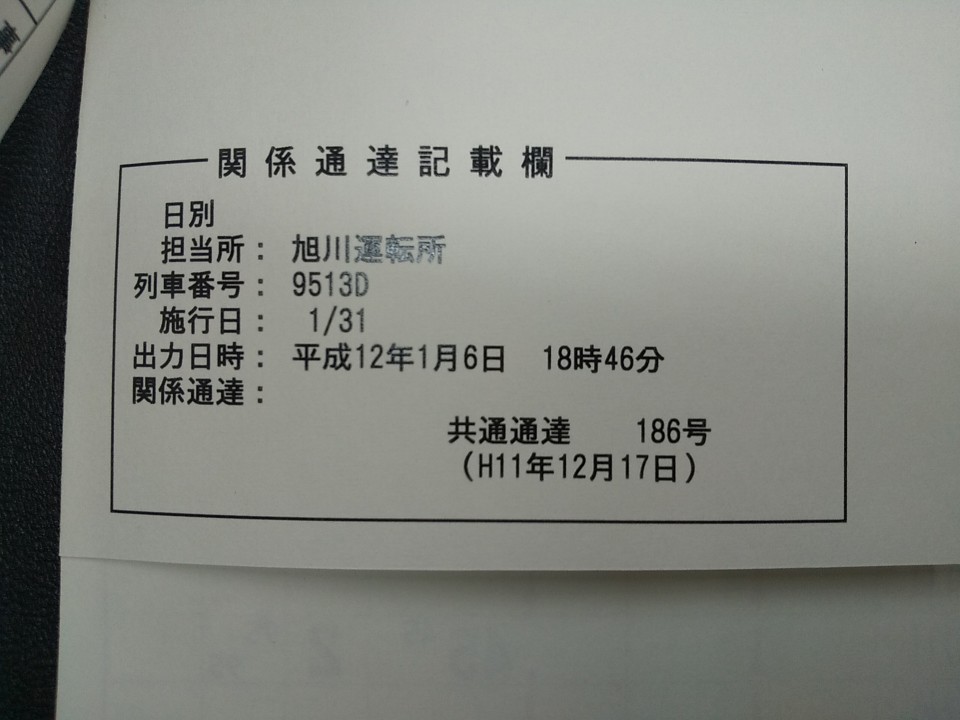 関係通達記載欄
日別
担当所： 旭川運転所
列車番号： 9513D
施行日： 1/31
出力日時： 平成12年1月6日 18時46分
関係通達：
共通通達 186号
（H11年12月17日）